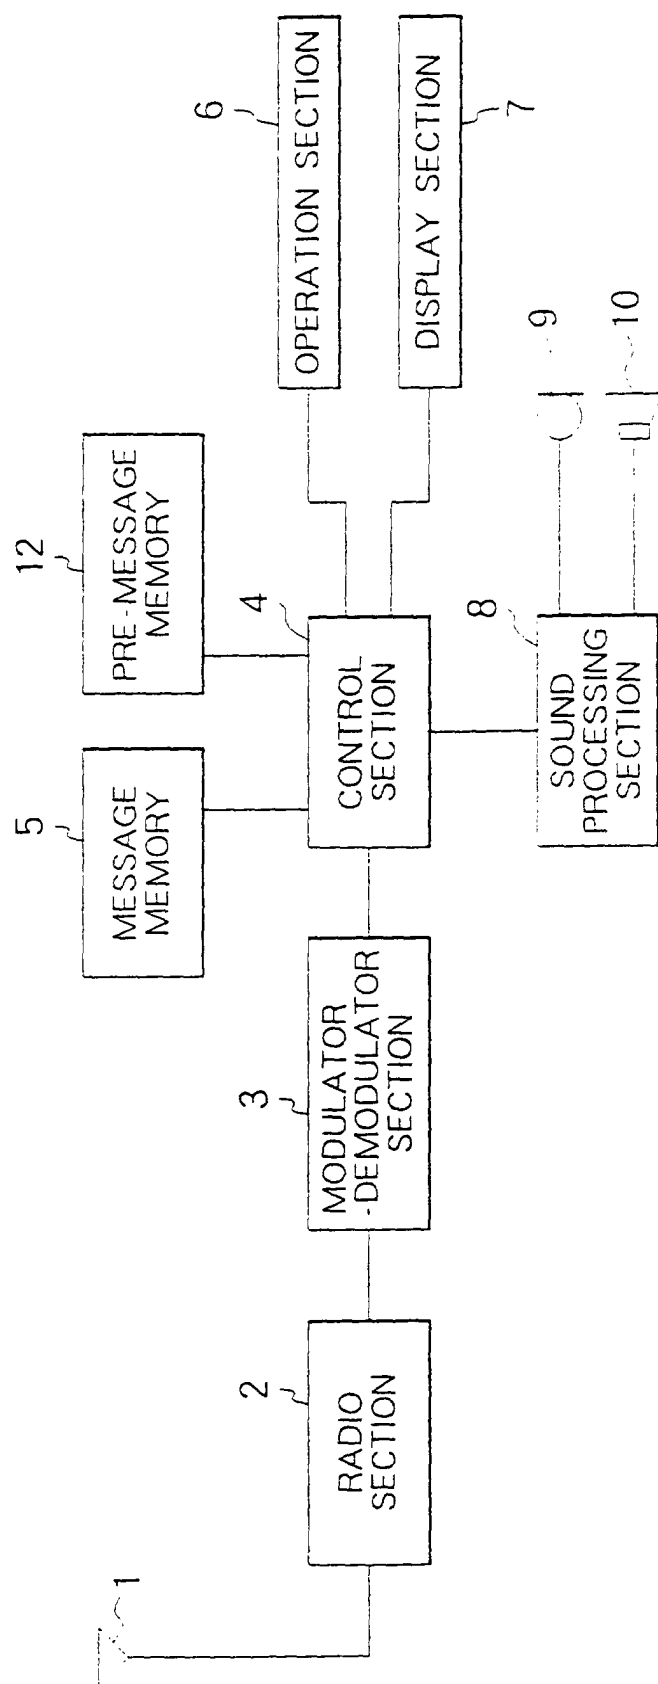 1
2
RADIO
SECTION
3
MODULATOR
-DEMODULATOR
SECTION
5
MESSAGE
MEMORY
12
PRE-MESSAGE
MEMORY
4
CONTROL
SECTION
6
OPERATION SECTION
7
DISPLAY SECTION
8
SOUND
PROCESSING
SECTION
9
10